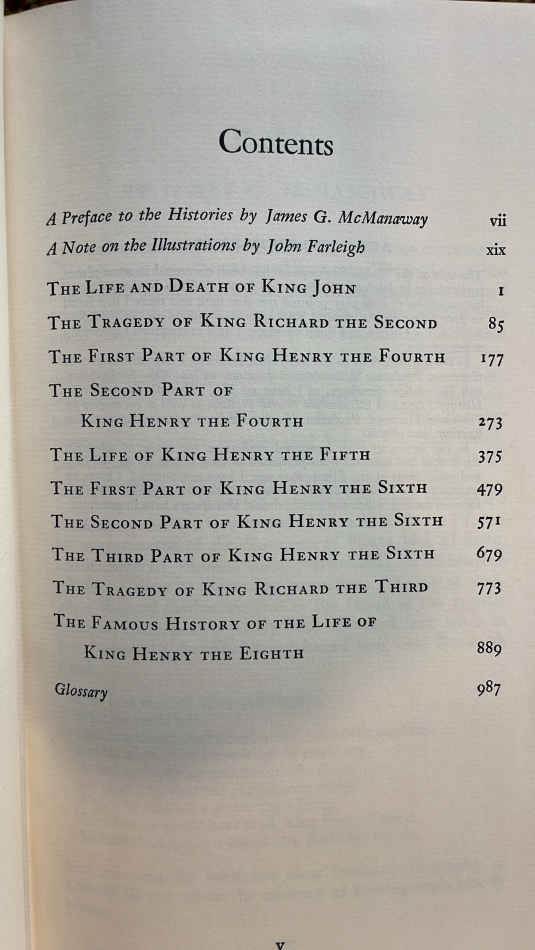 Contents
A Preface to the Histories by James G. McManaway vii
A Note on the Illustrations by John Farleigh xix
The Life and Death of King John 1
The Tragedy of King Richard the Second 85
The First Part of King Henry the Fourth 177
The Second Part of
King Henry the Fourth 273
The Life of King Henry the Fifth 375
The First Part of King Henry the Sixth 479
The Second Part of King Henry the Sixth 571
The Third Part of King Henry the Sixth 679
The Tragedy of King Richard the Third 773
The Famous History of the Life of
King Henry the Eighth 889
Glossary 987
v